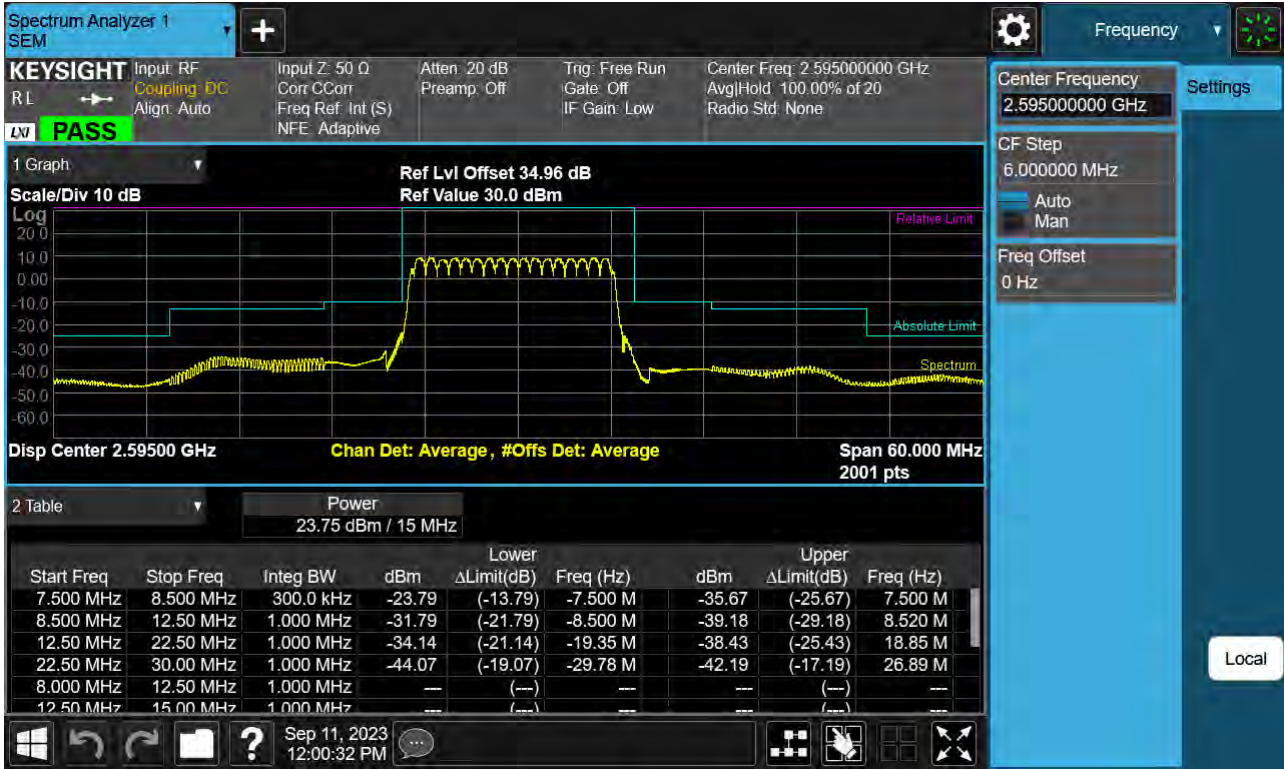 Spectrum Analyzer 1
SEM
Frequency
KEYSIGHT
Input: RF
Input Z: 50 Ω
Atten: 20 dB
Trig: Free Run
Center Freq: 2.595000000 GHz
RL
Coupling: DC
Corr CCorr
Preamp: Off
Gate: Off
Avg|Hold: 100.00% of 20
Align: Auto
Freq Ref: Int (S)
IF Gain: Low
Radio Std: None
LXI
PASS
NFE: Adaptive
Center Frequency
2.595000000 GHz
Settings
CF Step
6.000000 MHz
Auto
Man
Freq Offset
0 Hz
Local
1 Graph
Ref Lvl Offset 34.96 dB
Scale/Div 10 dB
Ref Value 30.0 dBm
Log
Relative Limit
20.0
10.0
0.00
-10.0
-20.0
Absolute Limit
-30.0
-40.0
Spectrum
-50.0
-60.0
Disp Center 2.59500 GHz
Chan Det: Average , #Offs Det: Average
Span 60.000 MHz
2001 pts
2 Table
Power
23.75 dBm / 15 MHz
Lower Upper
Start Freq Stop Freq Integ BW dBm ΔLimit(dB) Freq (Hz) dBm ΔLimit(dB) Freq (Hz)
7.500 MHz 8.500 MHz 300.0 kHz -23.79 (-13.79) -7.500 M -35.67 (-25.67) 7.500 M
8.500 MHz 12.50 MHz 1.000 MHz -31.79 (-21.79) -8.500 M -39.18 (-29.18) 8.520 M
12.50 MHz 22.50 MHz 1.000 MHz -34.14 (-21.14) -19.35 M -38.43 (-25.43) 18.85 M
22.50 MHz 30.00 MHz 1.000 MHz -44.07 (-19.07) -29.78 M -42.19 (-17.19) 26.89 M
8.000 MHz 12.50 MHz 1.000 MHz --- (---) --- --- (---) ---
12.50 MHz 15.00 MHz 1.000 MHz --- (---) --- --- (---) ---
Sep 11, 2023
12:00:32 PM